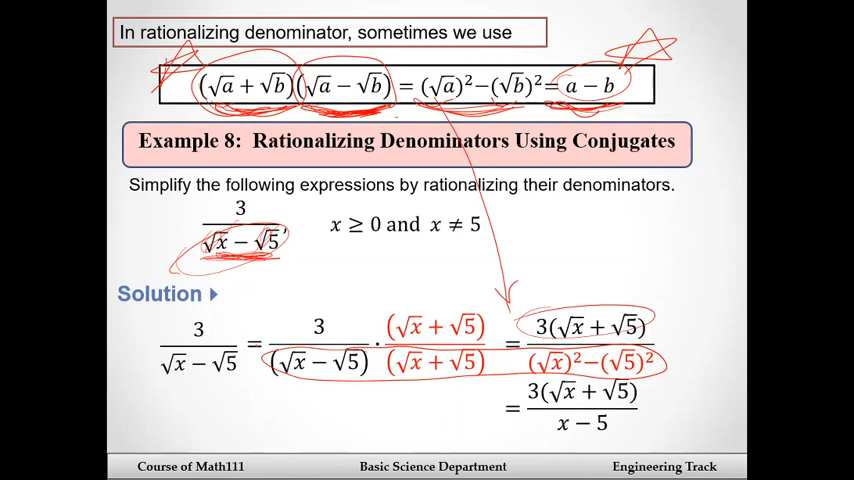 In rationalizing denominator, sometimes we use
(√a + √b)(√a − √b) = (√a)²−(√b)²= a − b
Example 8: Rationalizing Denominators Using Conjugates
Simplify the following expressions by rationalizing their denominators.
3/(√x − √5), x ≥ 0 and x ≠ 5
Solution
3/(√x − √5) = 3/(√x − √5) · (√x + √5)/(√x + √5) = 3(√x + √5)/((√x)²−(√5)²)
= 3(√x + √5)/(x − 5)
Course of Math111 Basic Science Department Engineering Track